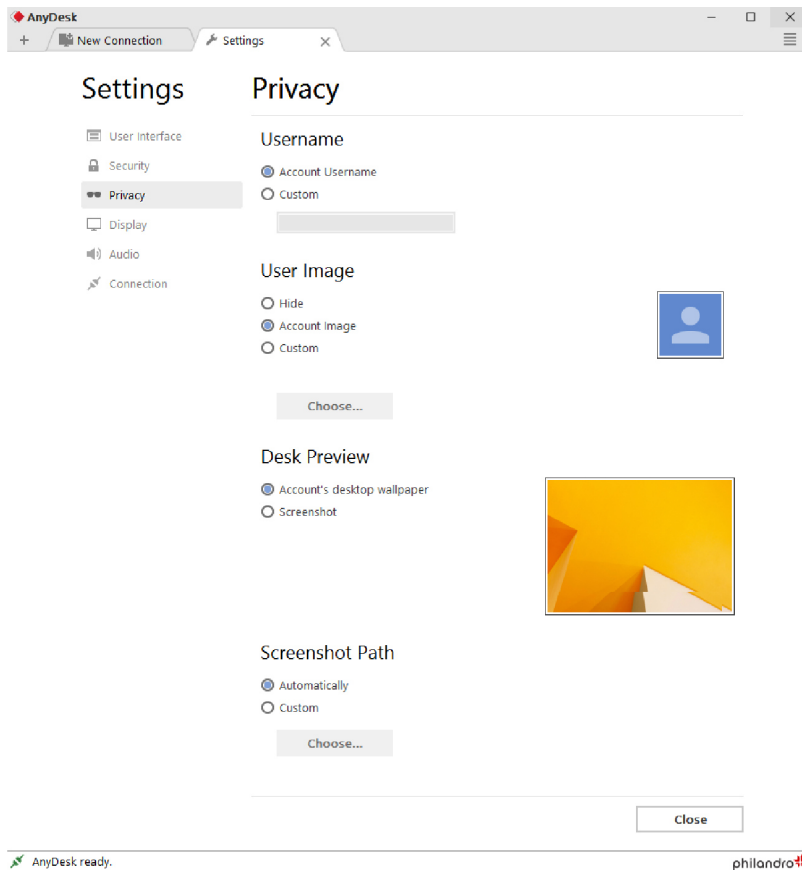 AnyDesk
New Connection
Settings
Settings
User Interface
Security
Privacy
Display
Audio
Connection
Privacy
Username
Account Username
Custom
User Image
Hide
Account Image
Custom
Choose...
Desk Preview
Account's desktop wallpaper
Screenshot
Screenshot Path
Automatically
Custom
Choose...
Close
AnyDesk ready.
philandro